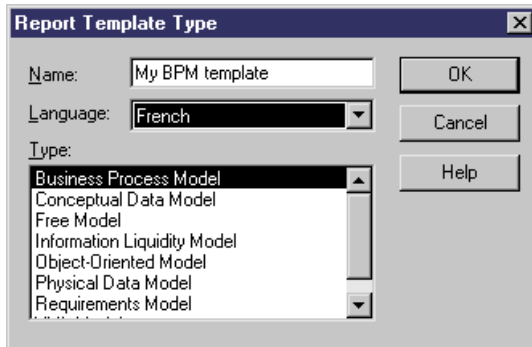 Report Template Type
Name: My BPM template
OK
Language: French
Cancel
Type:
Help
Business Process Model
Conceptual Data Model
Free Model
Information Liquidity Model
Object-Oriented Model
Physical Data Model
Requirements Model